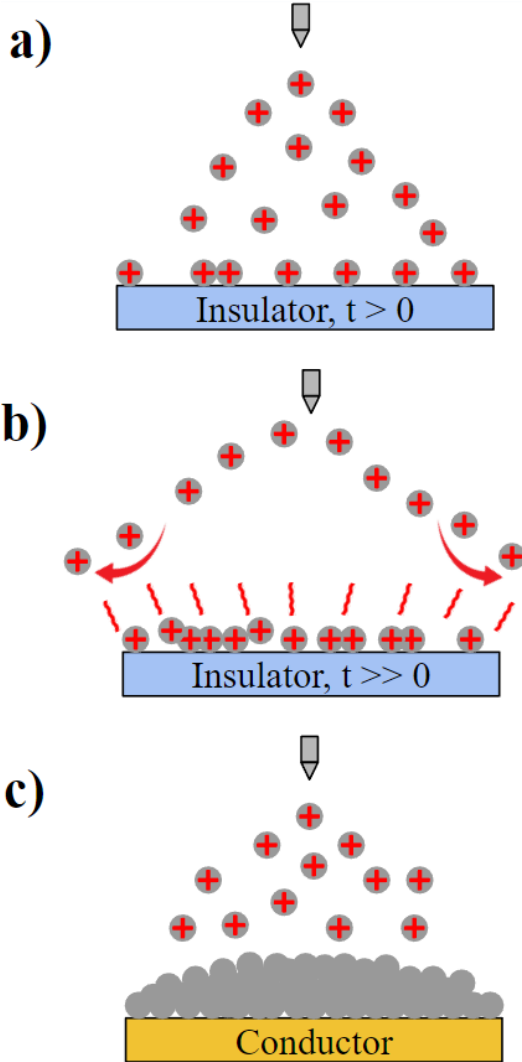 a)
Insulator, t > 0
b)
Insulator, t >> 0
c)
Conductor